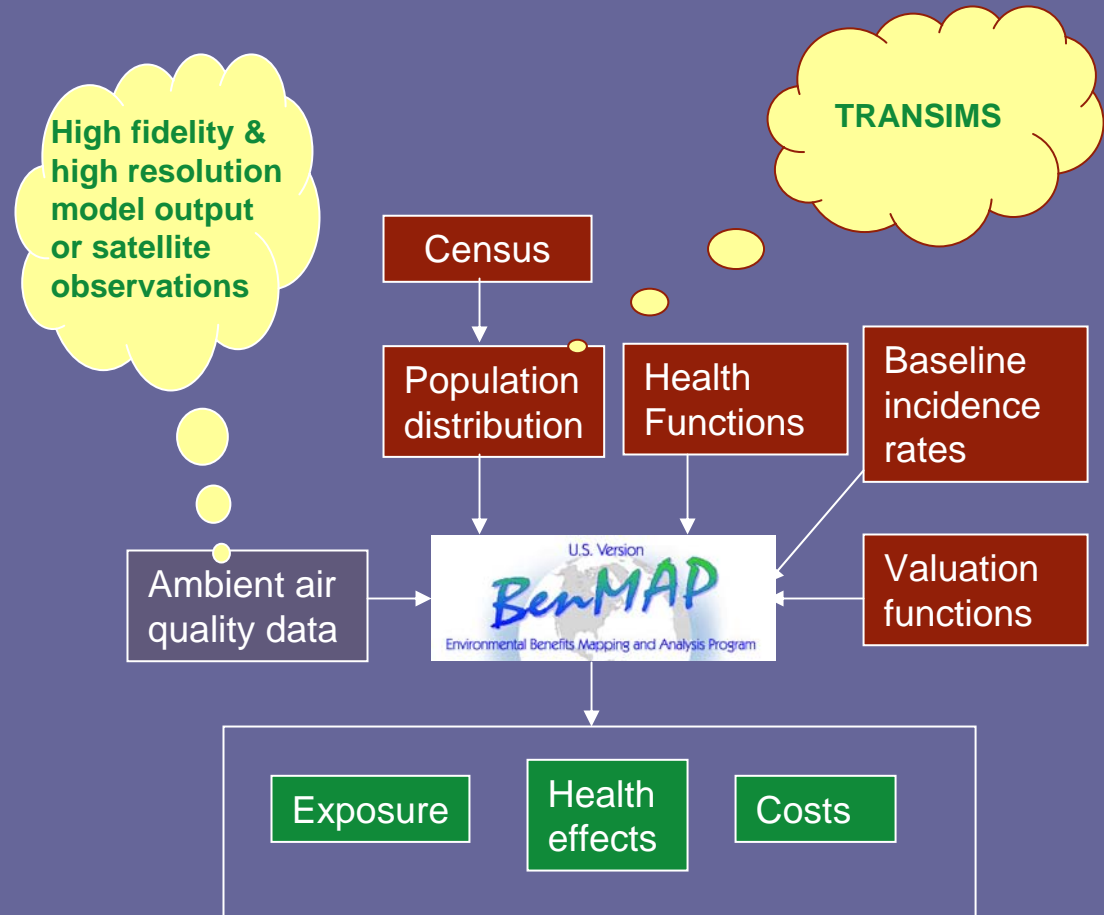 High fidelity &
high resolution
model output
or satellite
observations
TRANSIMS
Census
Population
distribution
Health
Functions
Baseline
incidence
rates
Ambient air
quality data
U.S. Version
BenMAP
Environmental Benefits Mapping and Analysis Program
Valuation
functions
Exposure
Health
effects
Costs